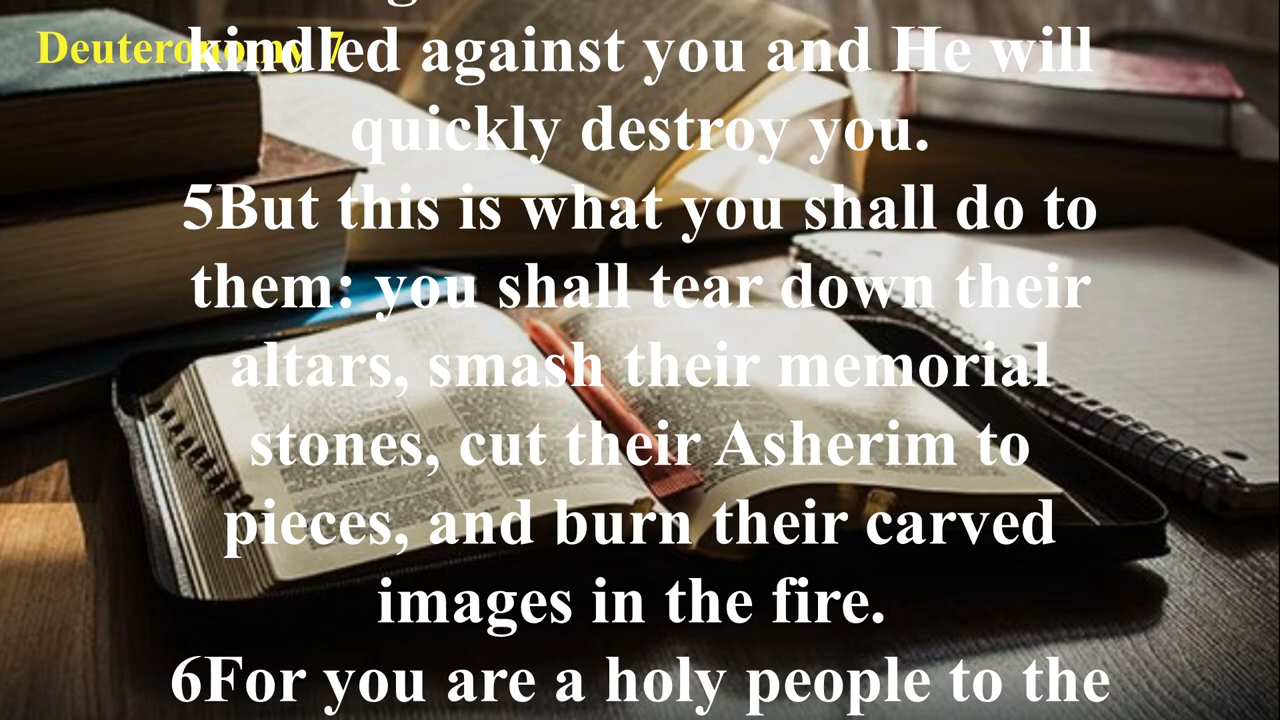 Deuteronomy 7
kindled against you and He will
quickly destroy you.
5But this is what you shall do to
them: you shall tear down their
altars, smash their memorial
stones, cut their Asherim to
pieces, and burn their carved
images in the fire.
6For you are a holy people to the